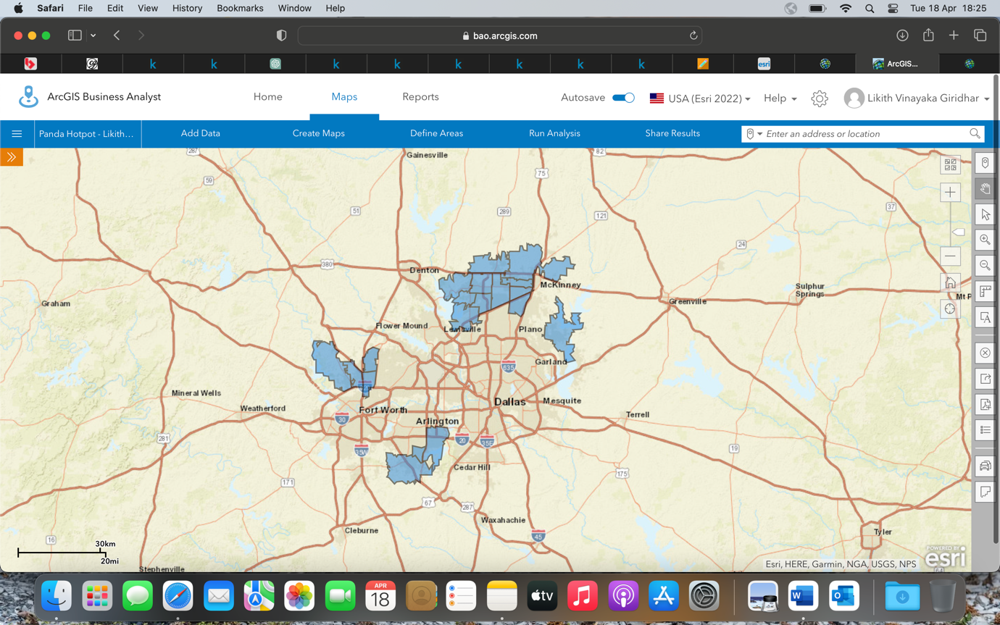 Safari File Edit View History Bookmarks Window Help Tue 18 Apr 18:25
bao.arcgis.com
k k k k k k k k esri ArcGIS...
ArcGIS Business Analyst Home Maps Reports Autosave USA (Esri 2022) Help Likith Vinayaka Giridhar
Panda Hotpot - Likith... Add Data Create Maps Define Areas Run Analysis Share Results Enter an address or location
287 Gainesville 82
75
59
37
51 289 121
24
380
Denton
McKinney
Sulphur
Springs
Graham Greenville Mt P
Flower Mound Lewisville Plano
Garland
635
Mineral Wells
Dallas Mesquite
Weatherford Fort Worth
Terrell
30 Arlington
281 20 35E
35W 19
Cedar Hill 175
171
67 287
Waxahachie
Cleburne
45 Tyler
16 30km
20mi
Stephenville
POWERED BY
esri
Esri, HERE, Garmin, NGA, USGS, NPS
APR
18 tv W O